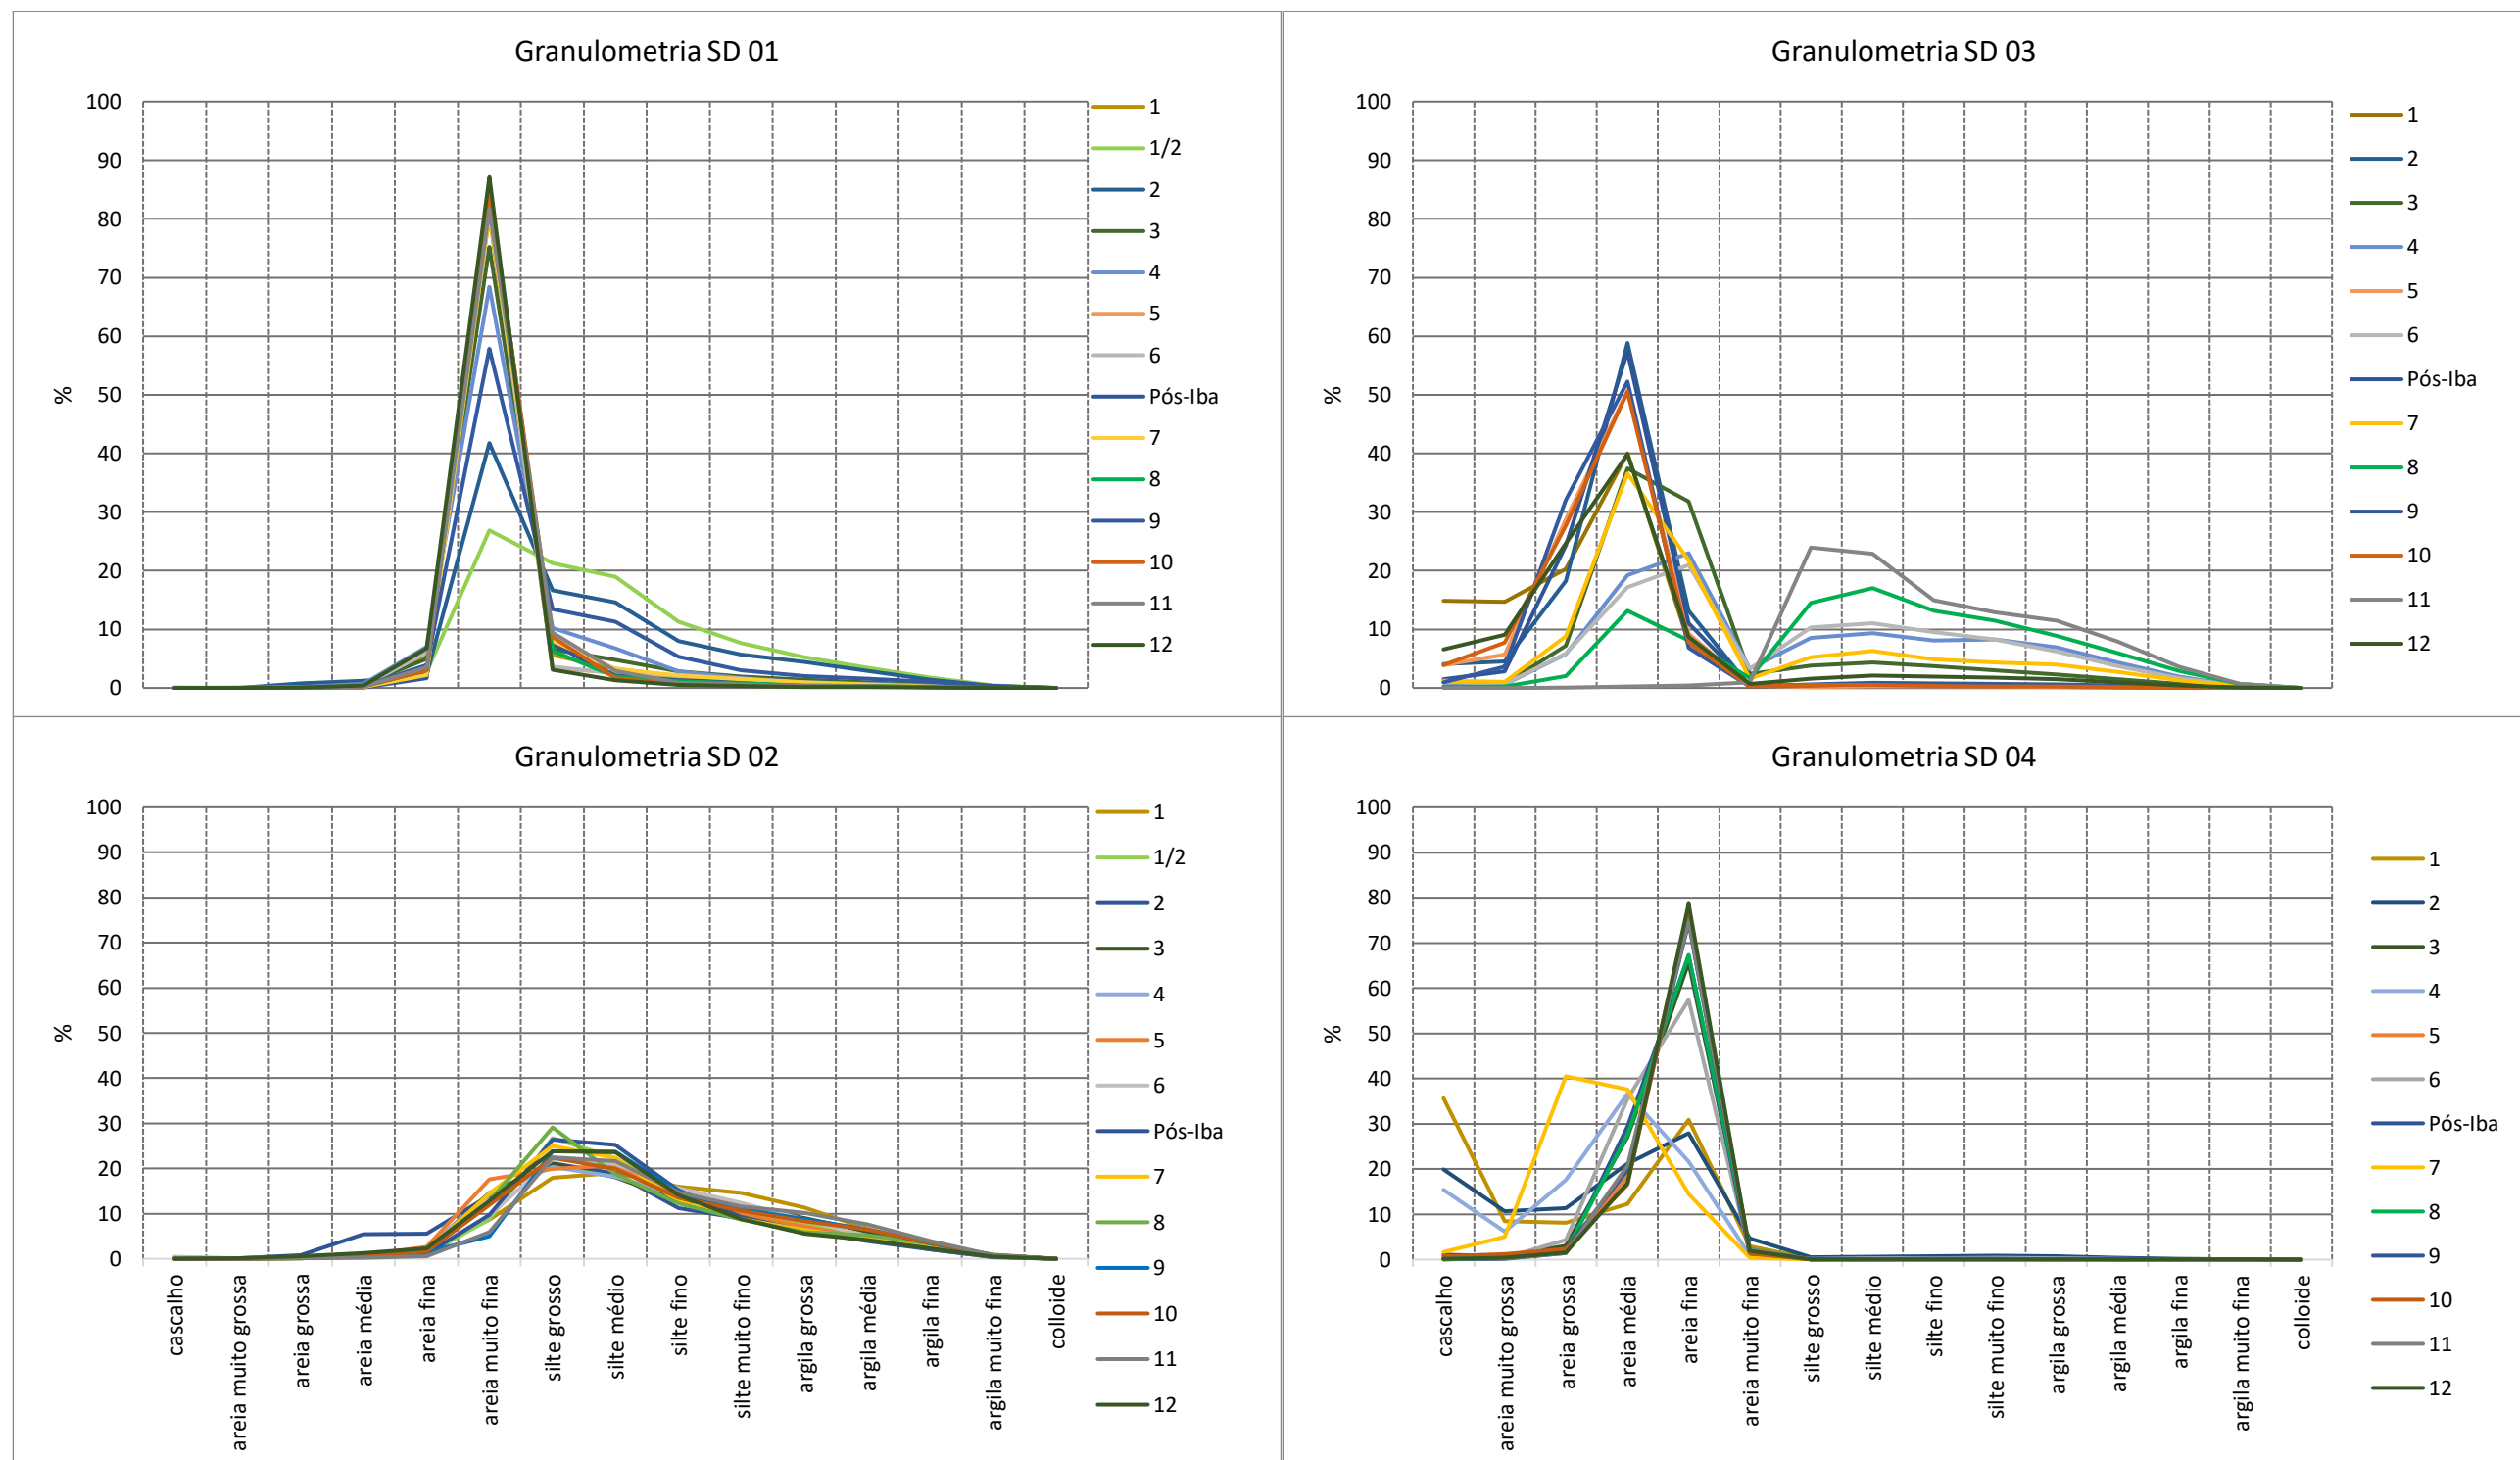 Granulometria SD 01
100
90
80
70
60
50
40
30
20
10
0
%
1
1/2
2
3
4
5
6
Pós-Iba
7
8
9
10
11
12
Granulometria SD 03
100
90
80
70
60
50
40
30
20
10
0
%
1
2
3
4
5
6
Pós-Iba
7
8
9
10
11
12
Granulometria SD 02
100
90
80
70
60
50
40
30
20
10
0
%
cascalho
areia muito grossa
areia grossa
areia média
areia fina
areia muito fina
silte grosso
silte médio
silte fino
silte muito fino
argila grossa
argila média
argila fina
argila muito fina
colloide
1
1/2
2
3
4
5
6
Pós-Iba
7
8
9
10
11
12
Granulometria SD 04
100
90
80
70
60
50
40
30
20
10
0
%
cascalho
areia muito grossa
areia grossa
areia média
areia fina
areia muito fina
silte grosso
silte médio
silte fino
silte muito fino
argila grossa
argila média
argila fina
argila muito fina
colloide
1
2
3
4
5
6
Pós-Iba
7
8
9
10
11
12